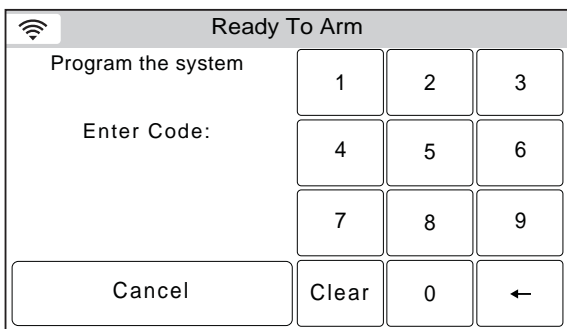 Ready To Arm
Program the system
Enter Code:
1 2 3
4 5 6
7 8 9
Cancel Clear 0 ←